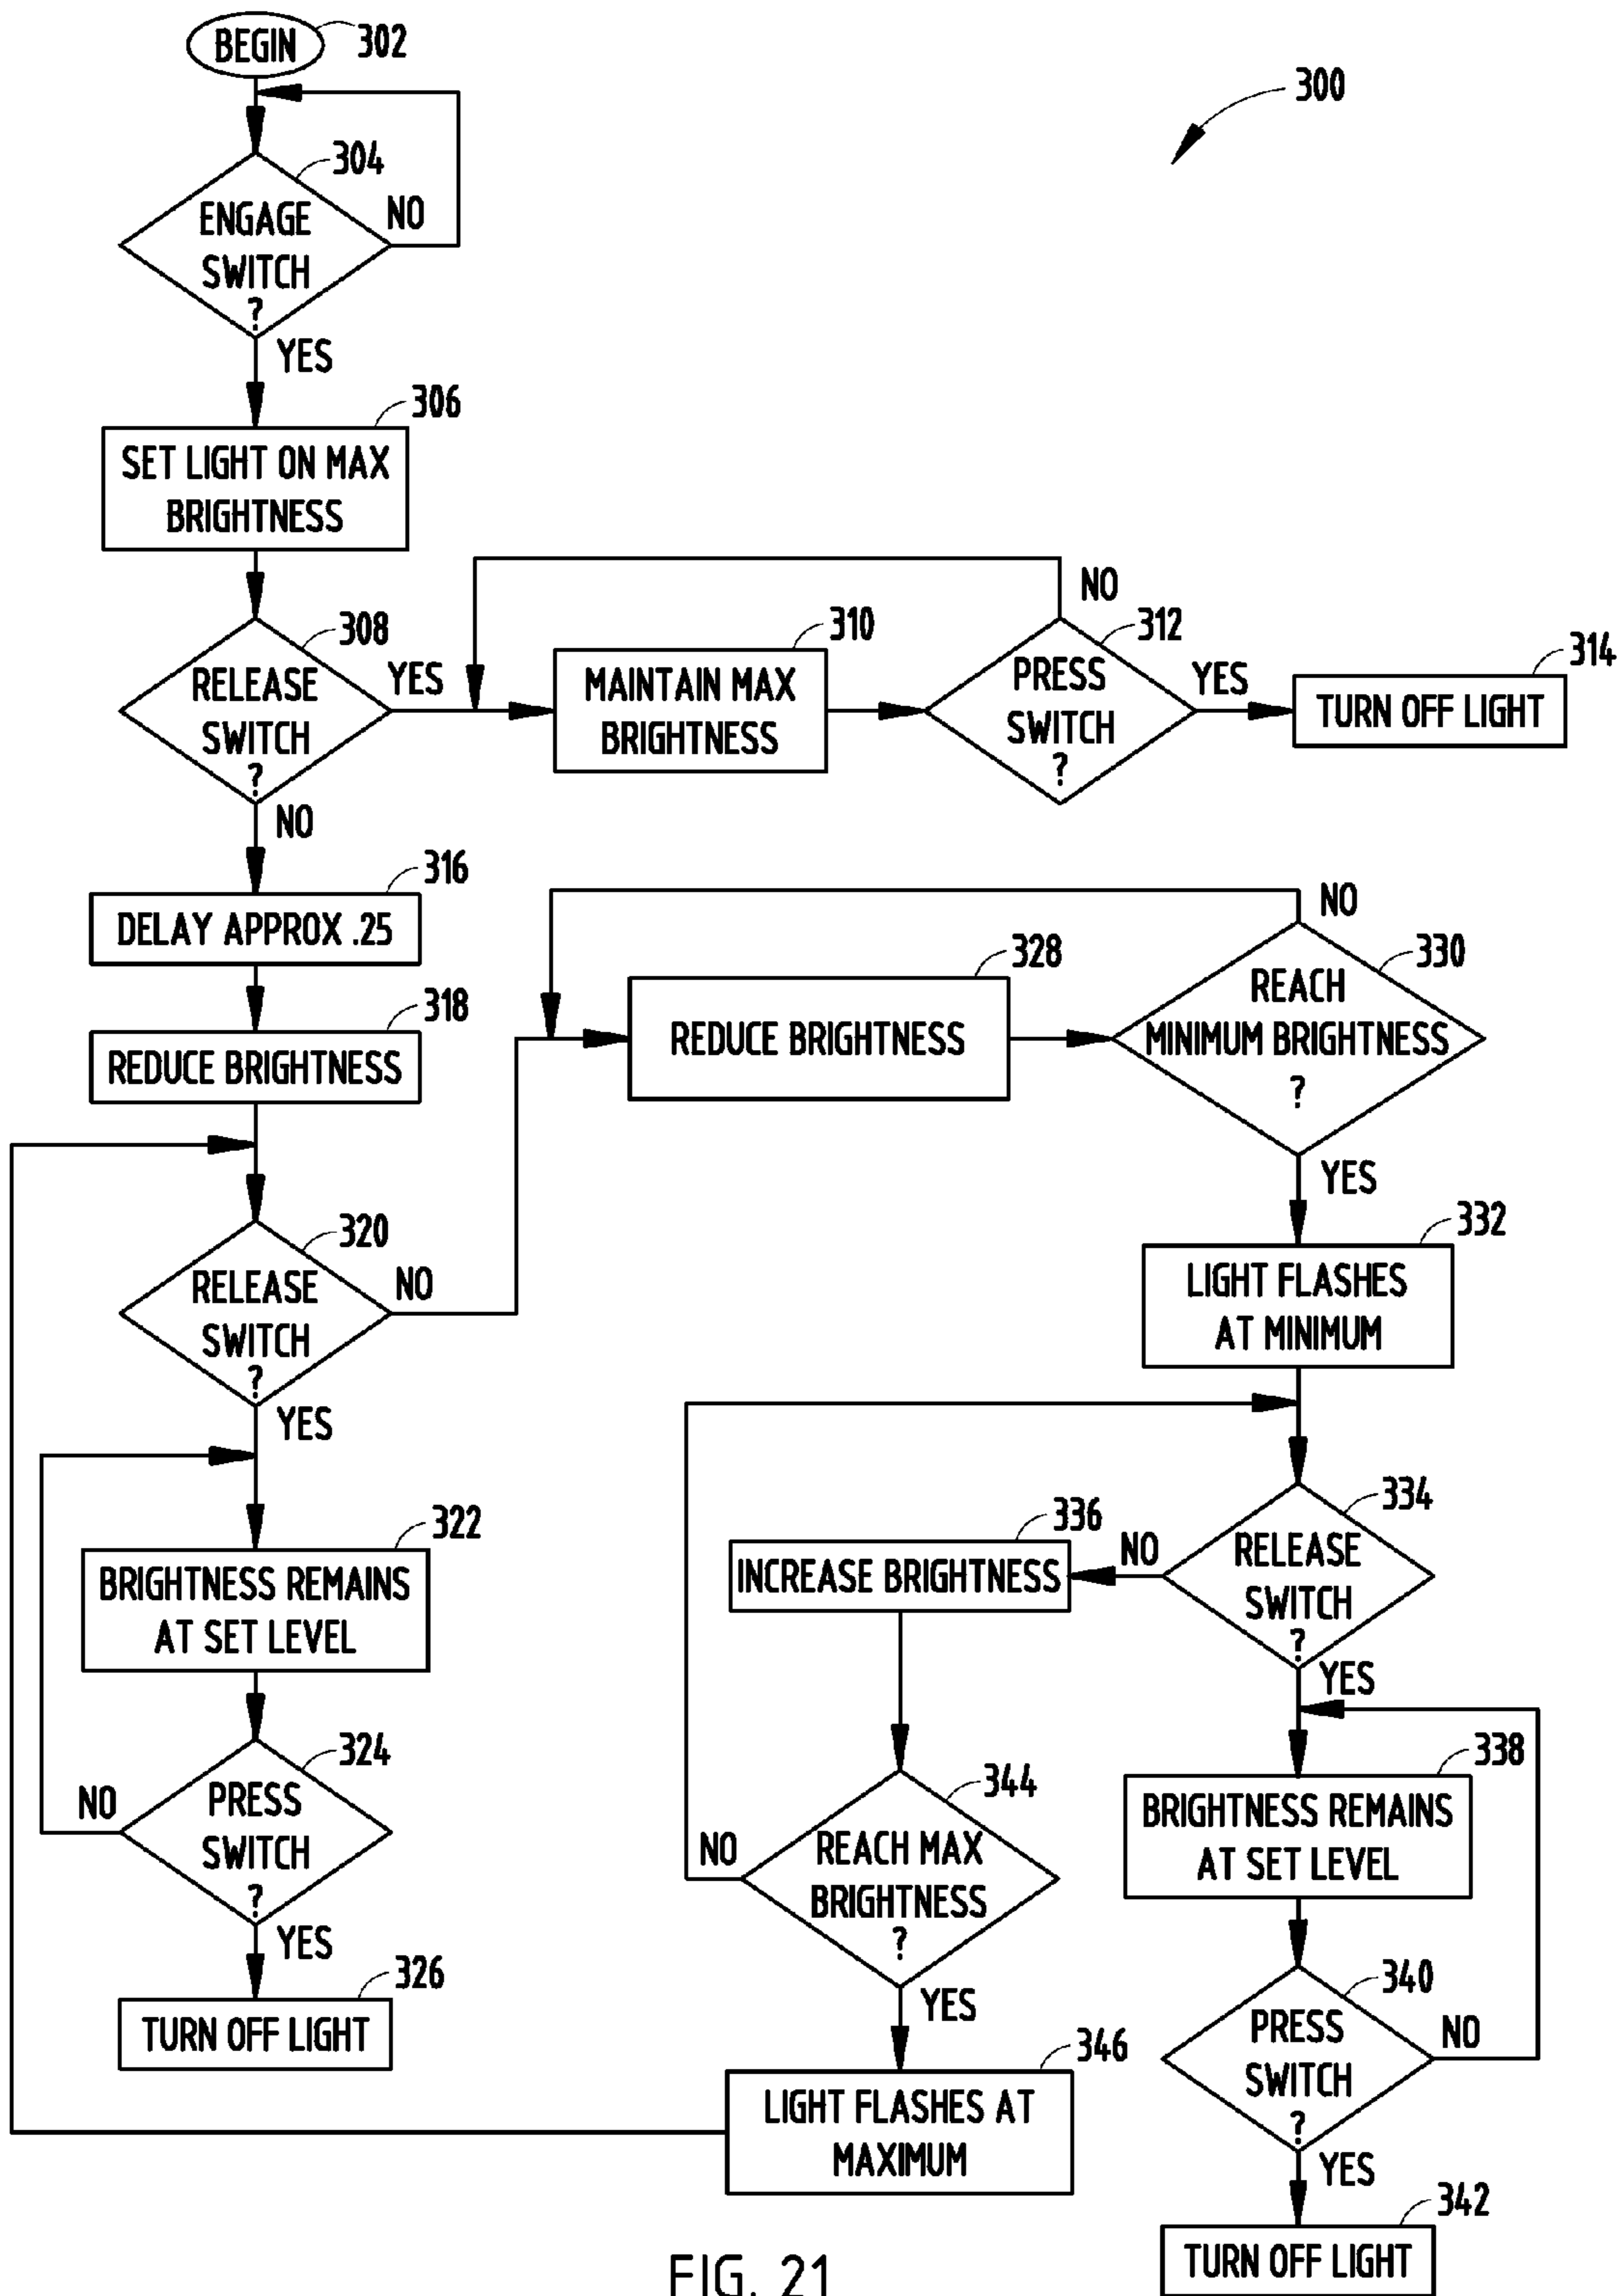 BEGIN
302
300
304
ENGAGE
SWITCH
?
NO
YES
306
SET LIGHT ON MAX
BRIGHTNESS
308
RELEASE
SWITCH
?
YES
NO
310
MAINTAIN MAX
BRIGHTNESS
312
PRESS
SWITCH
?
NO
YES
314
TURN OFF LIGHT
316
DELAY APPROX .25
318
REDUCE BRIGHTNESS
320
RELEASE
SWITCH
?
NO
YES
322
BRIGHTNESS REMAINS
AT SET LEVEL
324
PRESS
SWITCH
?
NO
YES
326
TURN OFF LIGHT
328
REDUCE BRIGHTNESS
330
REACH
MINIMUM BRIGHTNESS
?
NO
YES
332
LIGHT FLASHES
AT MINIMUM
334
RELEASE
SWITCH
?
NO
YES
336
INCREASE BRIGHTNESS
344
REACH MAX
BRIGHTNESS
?
NO
YES
346
LIGHT FLASHES AT
MAXIMUM
338
BRIGHTNESS REMAINS
AT SET LEVEL
340
PRESS
SWITCH
?
NO
YES
342
TURN OFF LIGHT
FIG. 21